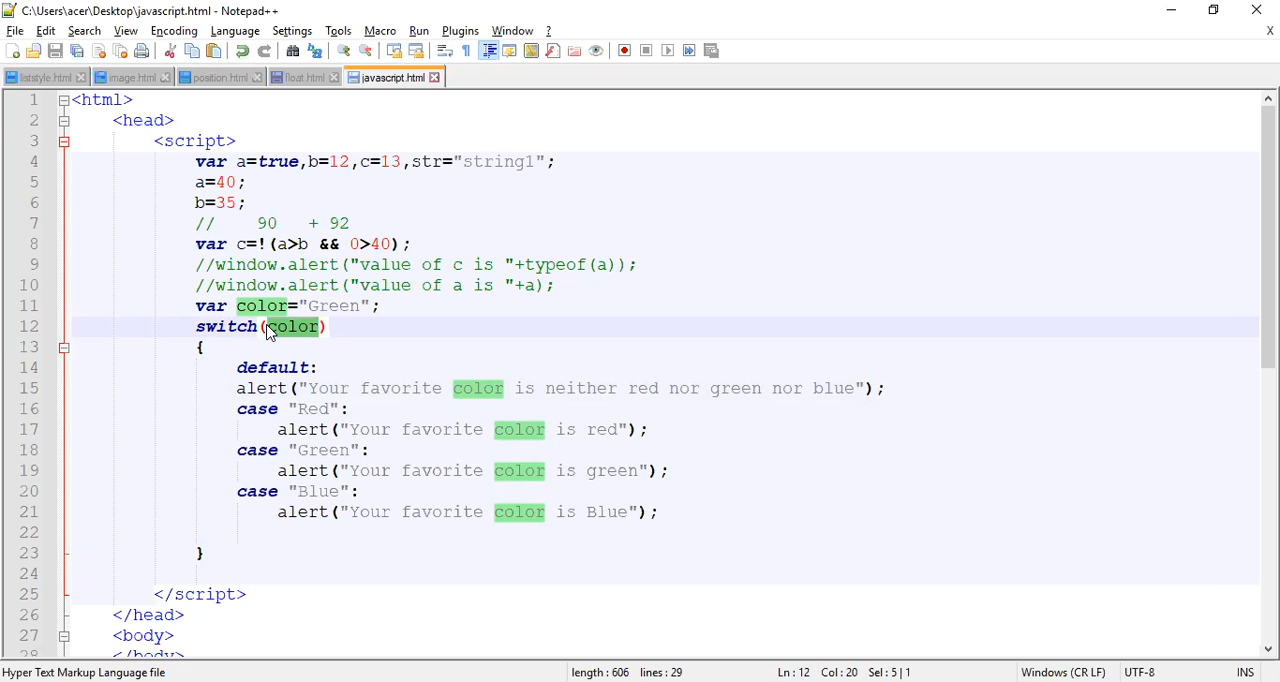 C:\Users\acer\Desktop\javascript.html - Notepad++
File Edit Search View Encoding Language Settings Tools Macro Run Plugins Window ? X
liststyle.html image.html position.html float.html javascript.html
1 <html>
2 <head>
3 <script>
4 var a=true,b=12,c=13,str="string1";
5 a=40;
6 b=35;
7 // 90 + 92
8 var c=!(a>b && 0>40);
9 //window.alert("value of c is "+typeof(a));
10 //window.alert("value of a is "+a);
11 var color="Green";
12 switch(color)
13 {
14 default:
15 alert("Your favorite color is neither red nor green nor blue");
16 case "Red":
17 alert("Your favorite color is red");
18 case "Green":
19 alert("Your favorite color is green");
20 case "Blue":
21 alert("Your favorite color is Blue");
22
23 }
24
25 </script>
26 </head>
27 <body>
28 </body>
Hyper Text Markup Language file length : 606 lines : 29 Ln : 12 Col : 20 Sel : 5 | 1 Windows (CR LF) UTF-8 INS